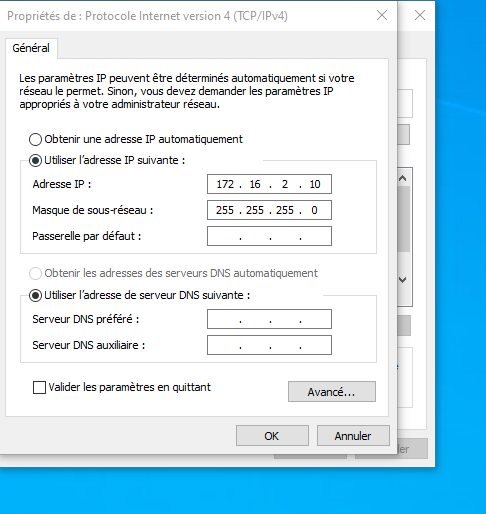 Propriétés de : Protocole Internet version 4 (TCP/IPv4)
Général
Les paramètres IP peuvent être déterminés automatiquement si votre
réseau le permet. Sinon, vous devez demander les paramètres IP
appropriés à votre administrateur réseau.
Obtenir une adresse IP automatiquement
Utiliser l'adresse IP suivante :
Adresse IP : 172 . 16 . 2 . 10
Masque de sous-réseau : 255 . 255 . 255 . 0
Passerelle par défaut : . . .
Obtenir les adresses des serveurs DNS automatiquement
Utiliser l'adresse de serveur DNS suivante :
Serveur DNS préféré : . . .
Serveur DNS auxiliaire : . . .
Valider les paramètres en quittant
Avancé...
OK Annuler